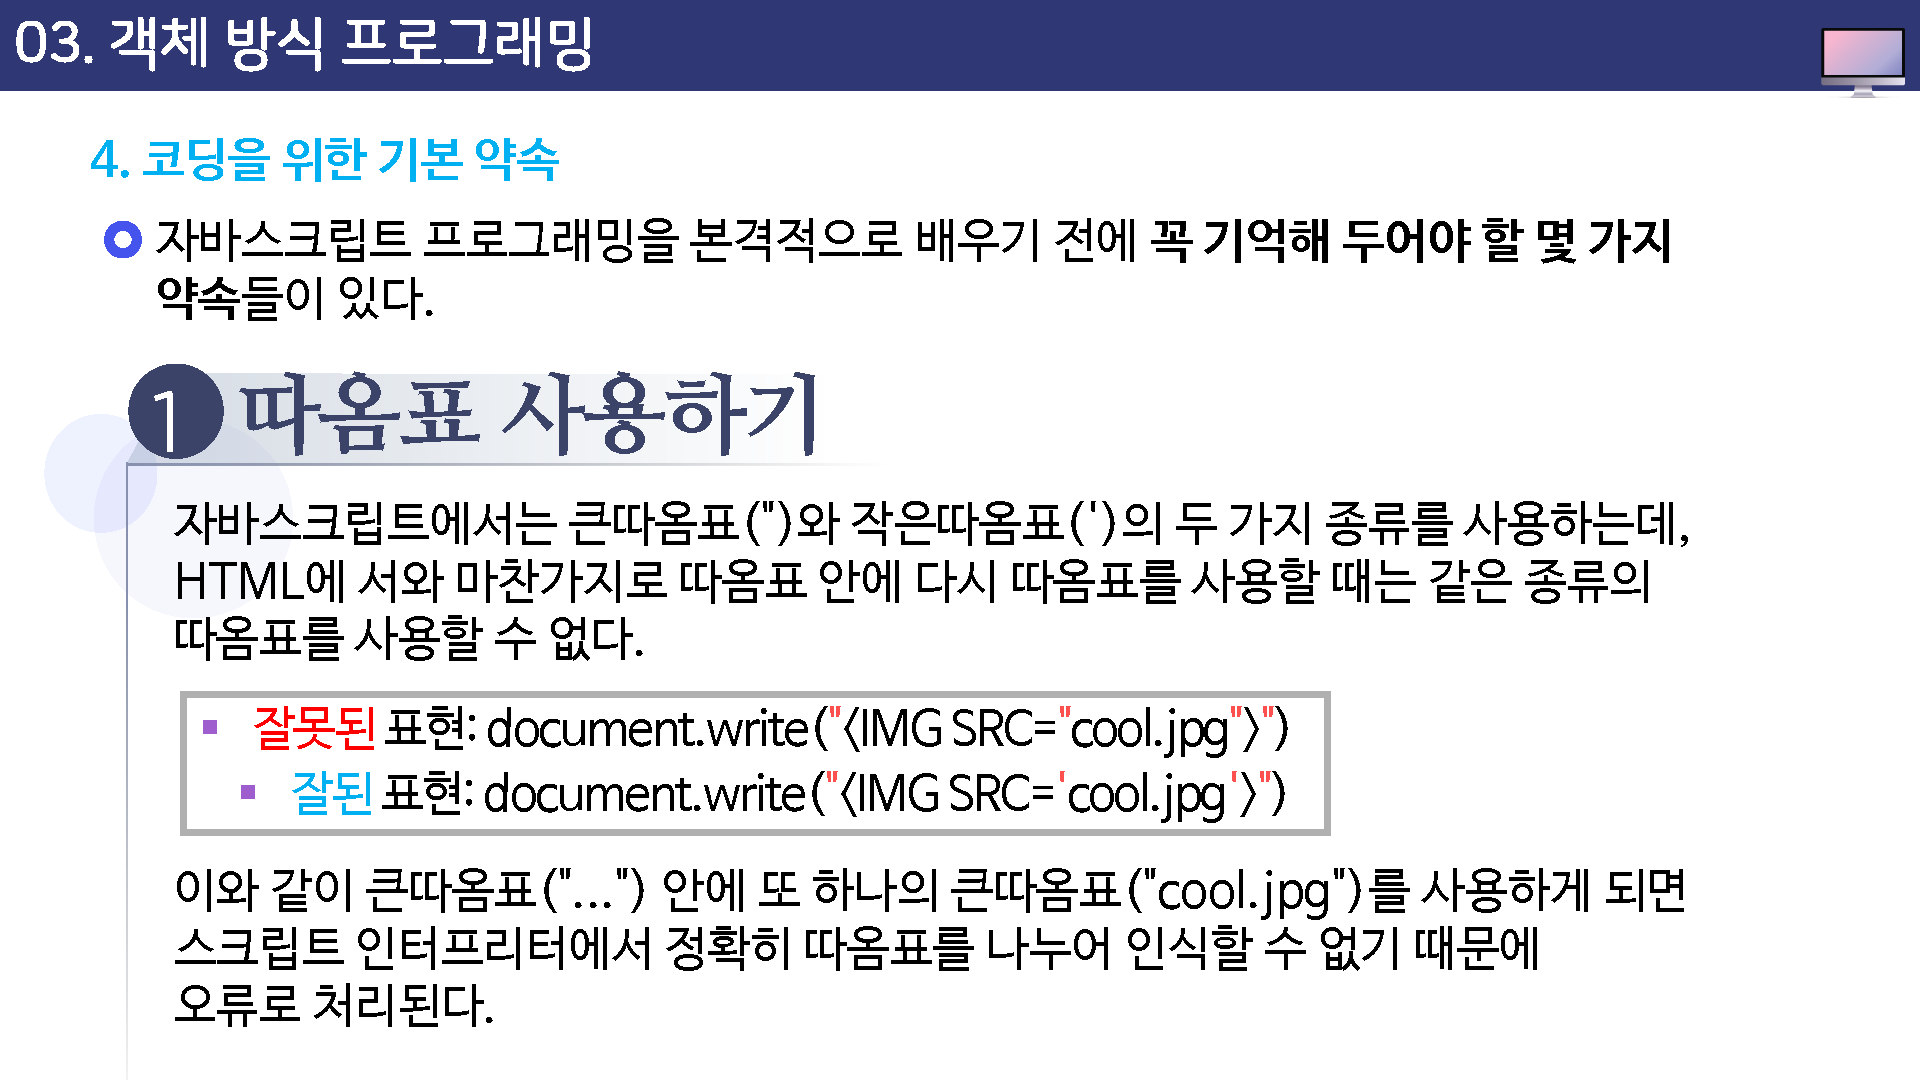 03. 객체 방식 프로그래밍
4. 코딩을 위한 기본 약속
자바스크립트 프로그래밍을 본격적으로 배우기 전에 꼭 기억해 두어야 할 몇 가지
약속들이 있다.
1 따옴표 사용하기
자바스크립트에서는 큰따옴표(")와 작은따옴표(')의 두 가지 종류를 사용하는데,
HTML에 서와 마찬가지로 따옴표 안에 다시 따옴표를 사용할 때는 같은 종류의
따옴표를 사용할 수 없다.
▪ 잘못된 표현: document.write("<IMG SRC="cool.jpg">")
▪ 잘된 표현: document.write("<IMG SRC='cool.jpg'>")
이와 같이 큰따옴표("...") 안에 또 하나의 큰따옴표("cool.jpg")를 사용하게 되면
스크립트 인터프리터에서 정확히 따옴표를 나누어 인식할 수 없기 때문에
오류로 처리된다.